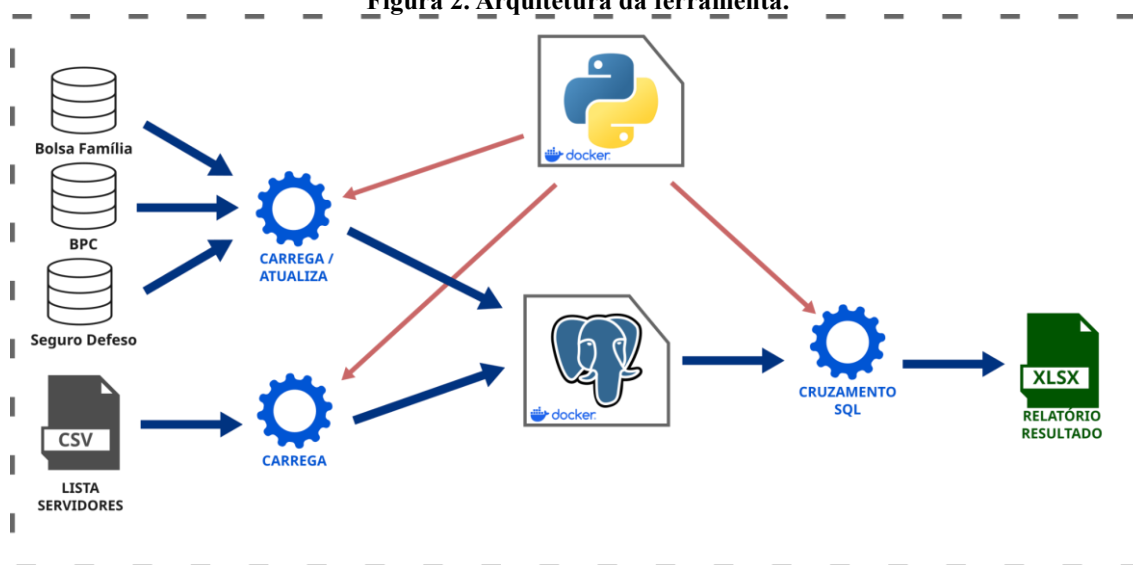 Figura 2. Arquitetura da ferramenta.
Bolsa Família
BPC
Seguro Defeso
CSV
LISTA
SERVIDORES
CARREGA /
ATUALIZA
CARREGA
docker
docker
CRUZAMENTO
SQL
XLSX
RELATÓRIO
RESULTADO